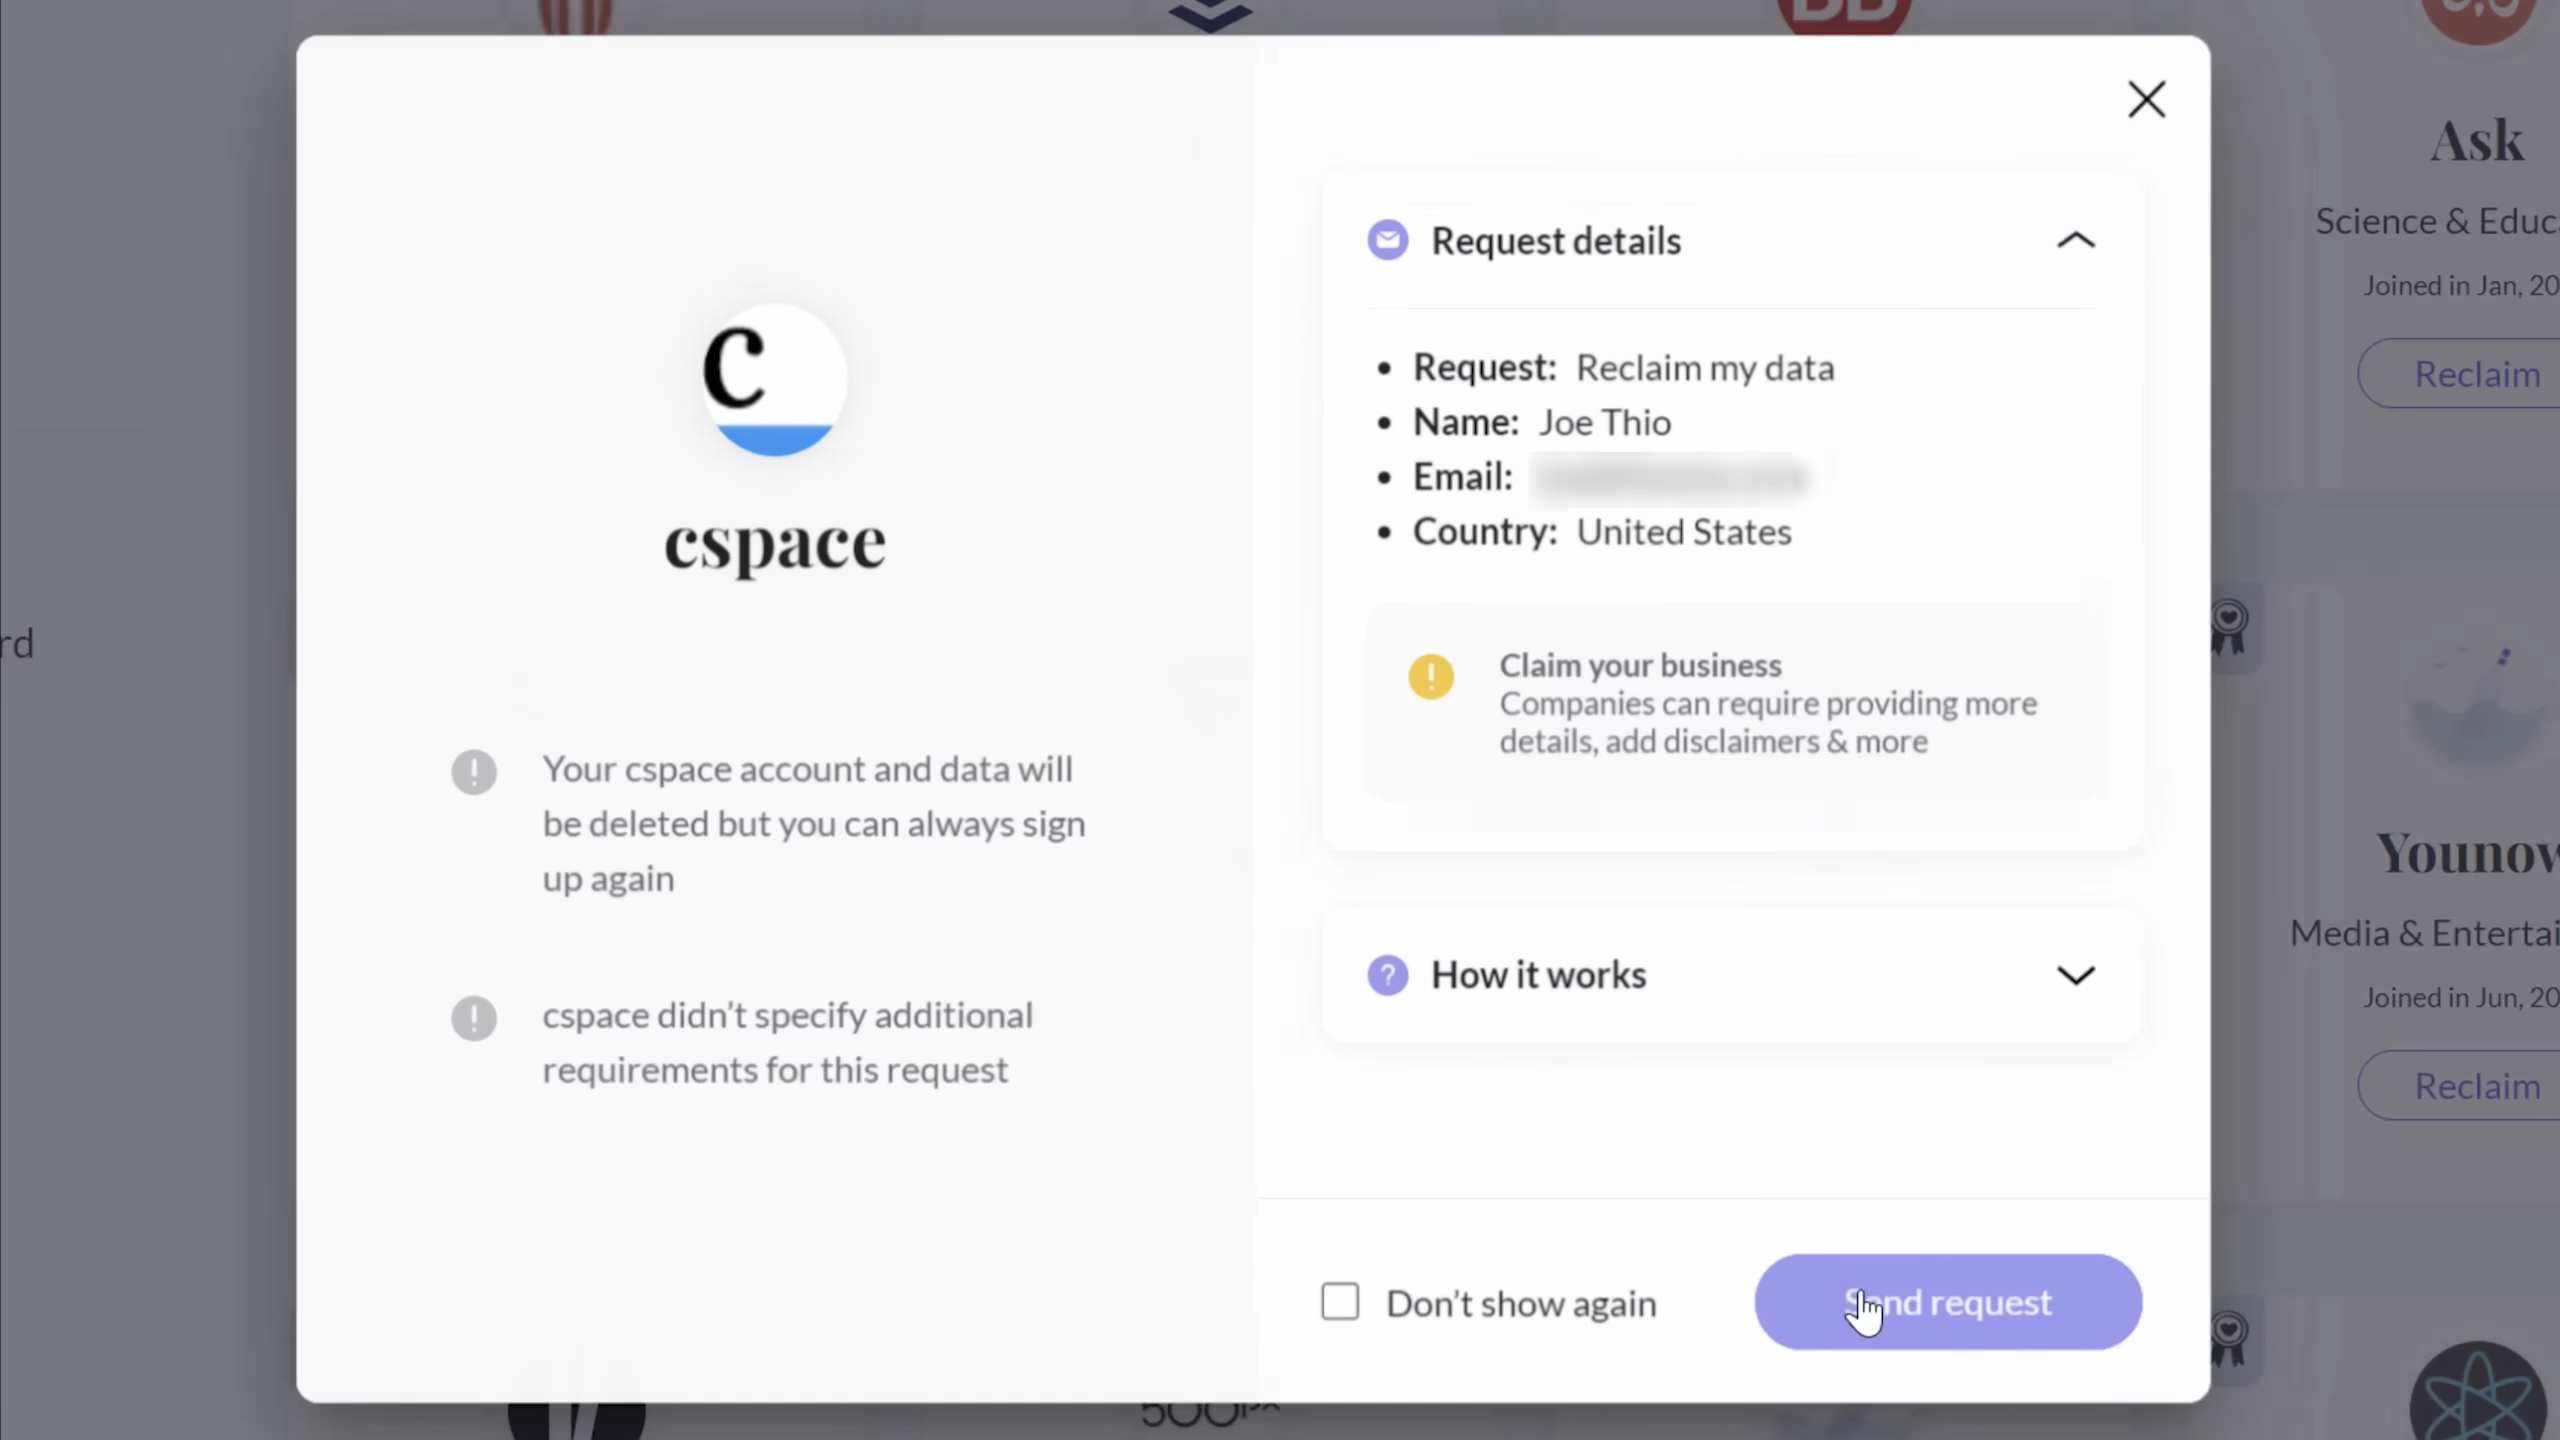 BB
Ask
Science & Educ
Joined in Jan, 20
Reclaim
rd
C
cspace
Your cspace account and data will
be deleted but you can always sign
up again
cspace didn't specify additional
requirements for this request
Request details
Request: Reclaim my data
Name: Joe Thio
Email:
Country: United States
Claim your business
Companies can require providing more
details, add disclaimers & more
How it works
Don't show again
Send request
Younow
Media & Entertai
Joined in Jun, 20
Reclaim
500px